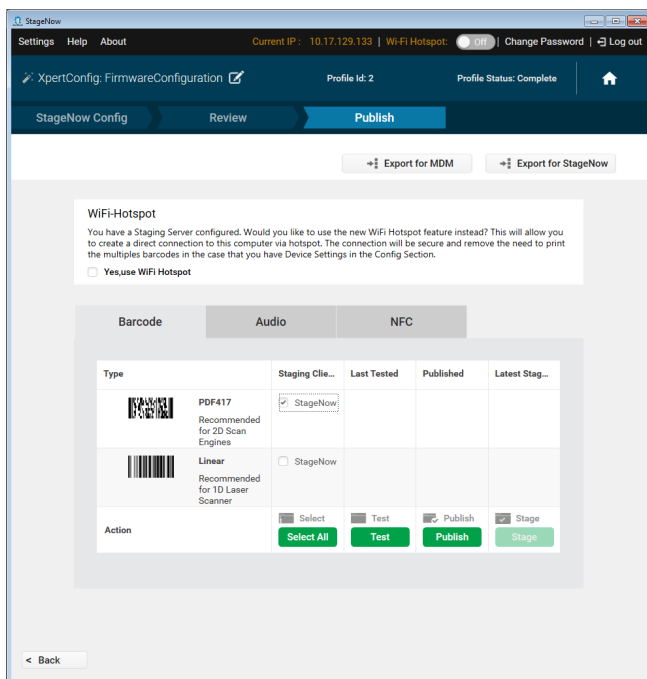 StageNow
Settings Help About Current IP : 10.17.129.133 | Wi-Fi Hotspot: Off | Change Password | Log out
XpertConfig: FirmwareConfiguration Profile Id: 2 Profile Status: Complete
StageNow Config Review Publish
Export for MDM Export for StageNow
WiFi-Hotspot
You have a Staging Server configured. Would you like to use the new WiFi Hotspot feature instead? This will allow you
to create a direct connection to this computer via hotspot. The connection will be secure and remove the need to print
the multiples barcodes in the case that you have Device Settings in the Config Section.
Yes,use WiFi Hotspot
Barcode Audio NFC
Type Staging Clie... Last Tested Published Latest Stag...
PDF417 StageNow
Recommended
for 2D Scan
Engines
Linear StageNow
Recommended
for 1D Laser
Scanner
Select Test Publish Stage
Action Select All Test Publish Stage
< Back